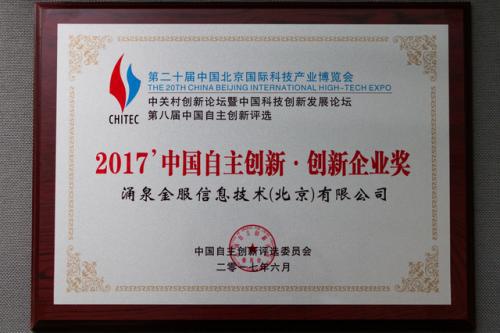 第二十届中国北京国际科技产业博览会
THE 20TH CHINA BEIJING INTERNATIONAL HIGH-TECH EXPO
中关村创新论坛暨中国科技创新发展论坛
第八届中国自主创新评选
CHITEC
2017’中国自主创新·创新企业奖
涌泉金服信息技术(北京)有限公司
中国自主创新评选委员会
二零一七年六月